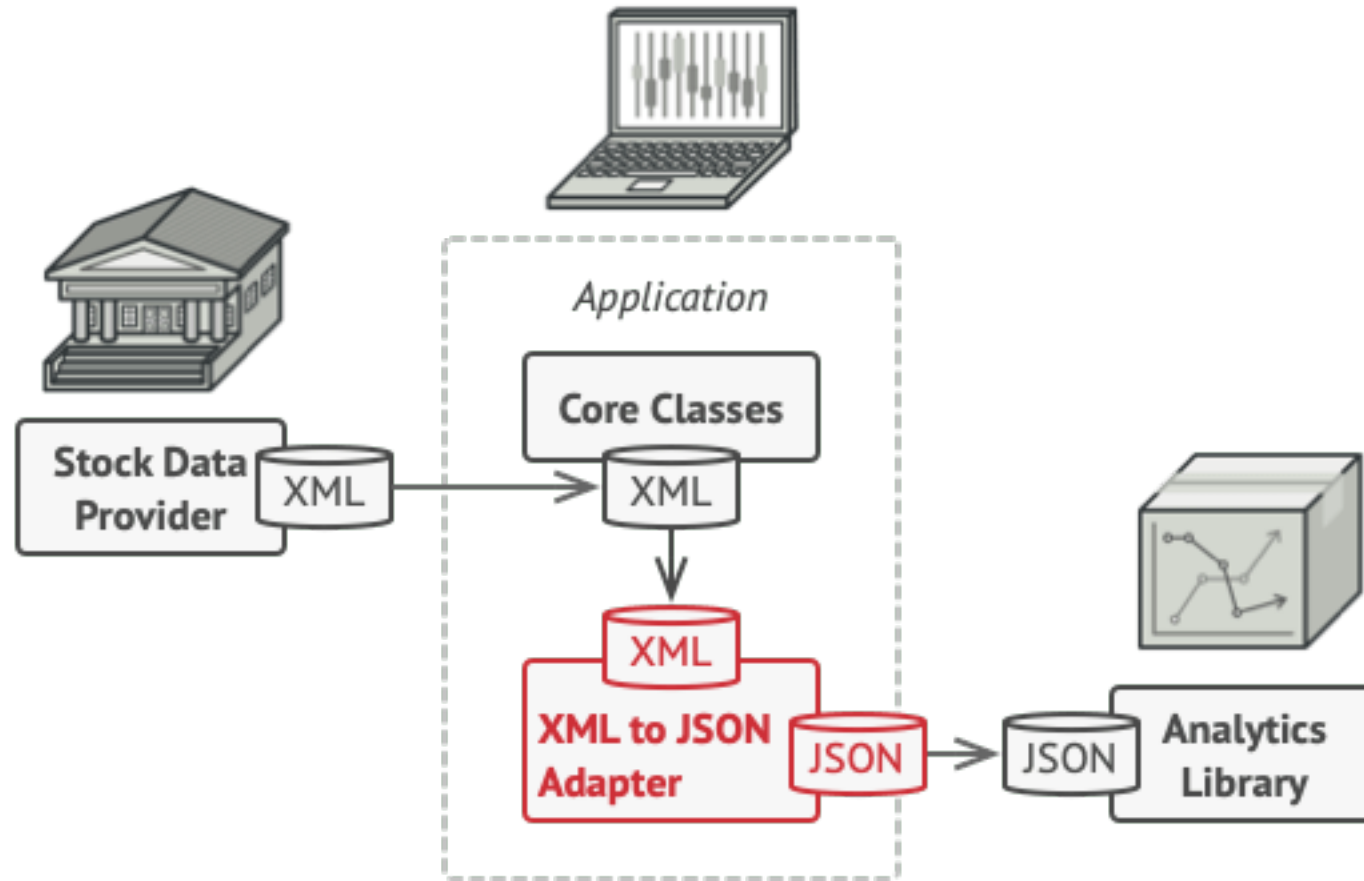 Application
Core Classes
Stock Data
Provider
XML
XML
XML
XML to JSON
Adapter
JSON
JSON
Analytics
Library